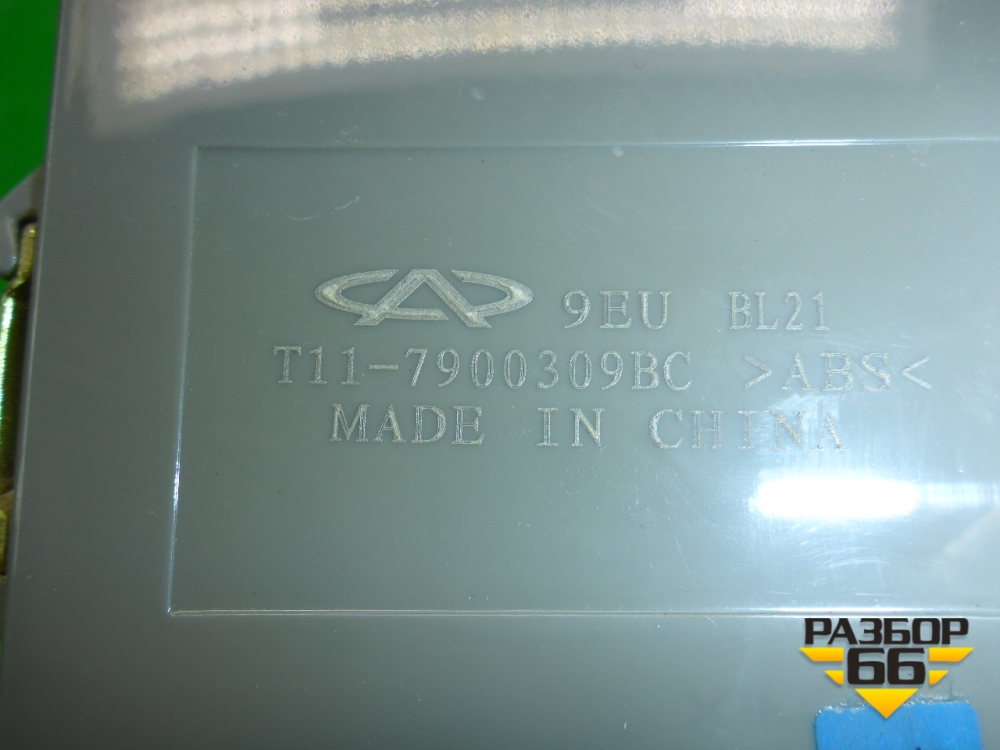 9EU BL21
T11-7900309BC >ABS<
MADE IN CHINA
РАЗБОР
66